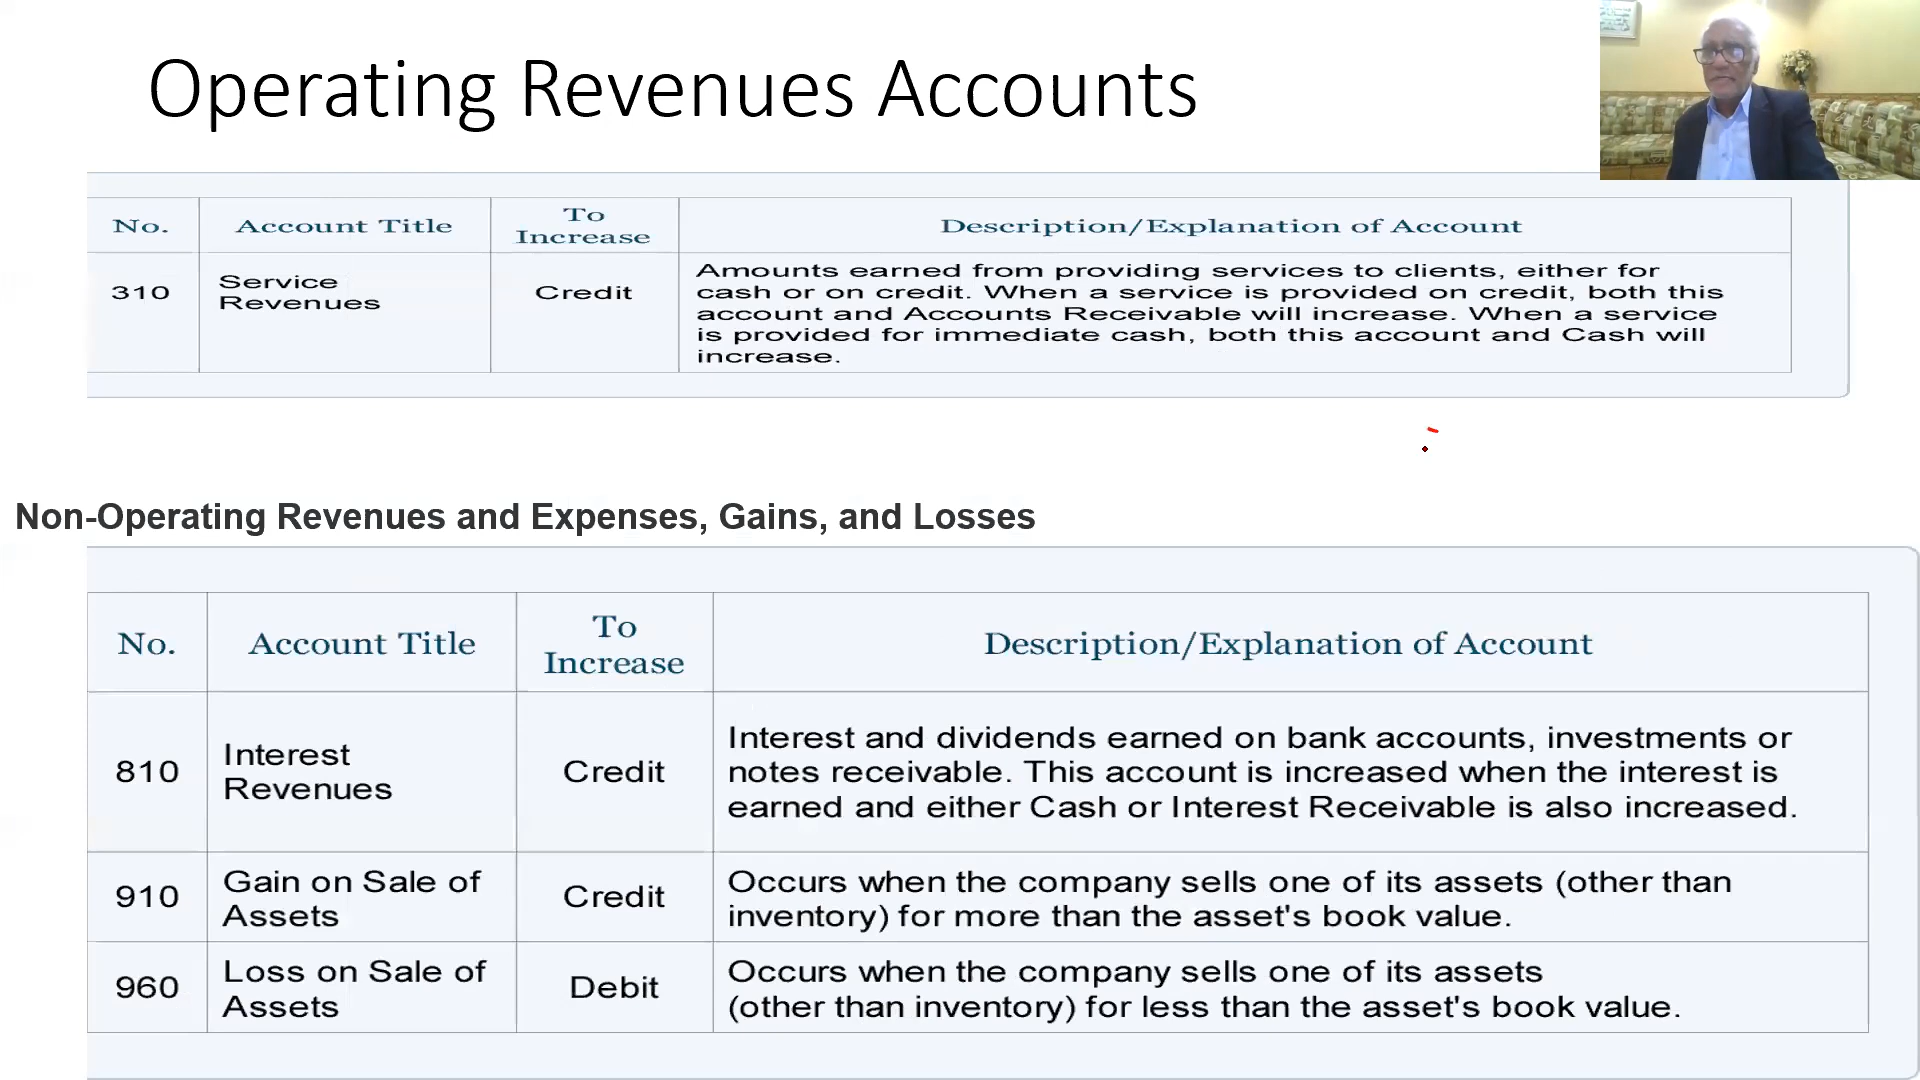 Operating Revenues Accounts
No.
Account Title
To
Increase
Description/Explanation of Account
310
Service
Revenues
Credit
Amounts earned from providing services to clients, either for
cash or on credit. When a service is provided on credit, both this
account and Accounts Receivable will increase. When a service
is provided for immediate cash, both this account and Cash will
increase.
Non-Operating Revenues and Expenses, Gains, and Losses
No.
Account Title
To
Increase
Description/Explanation of Account
810
Interest
Revenues
Credit
Interest and dividends earned on bank accounts, investments or
notes receivable. This account is increased when the interest is
earned and either Cash or Interest Receivable is also increased.
910
Gain on Sale of
Assets
Credit
Occurs when the company sells one of its assets (other than
inventory) for more than the asset's book value.
960
Loss on Sale of
Assets
Debit
Occurs when the company sells one of its assets
(other than inventory) for less than the asset's book value.